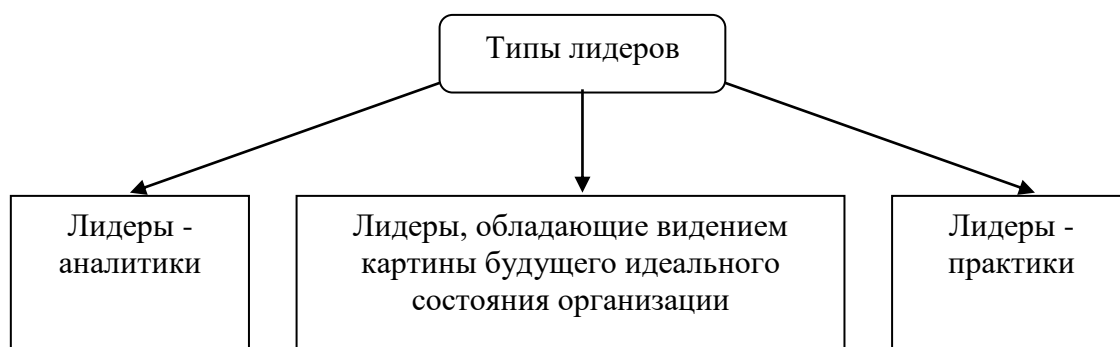 Типы лидеров
Лидеры -
аналитики
Лидеры, обладающие видением
картины будущего идеального
состояния организации
Лидеры -
практики